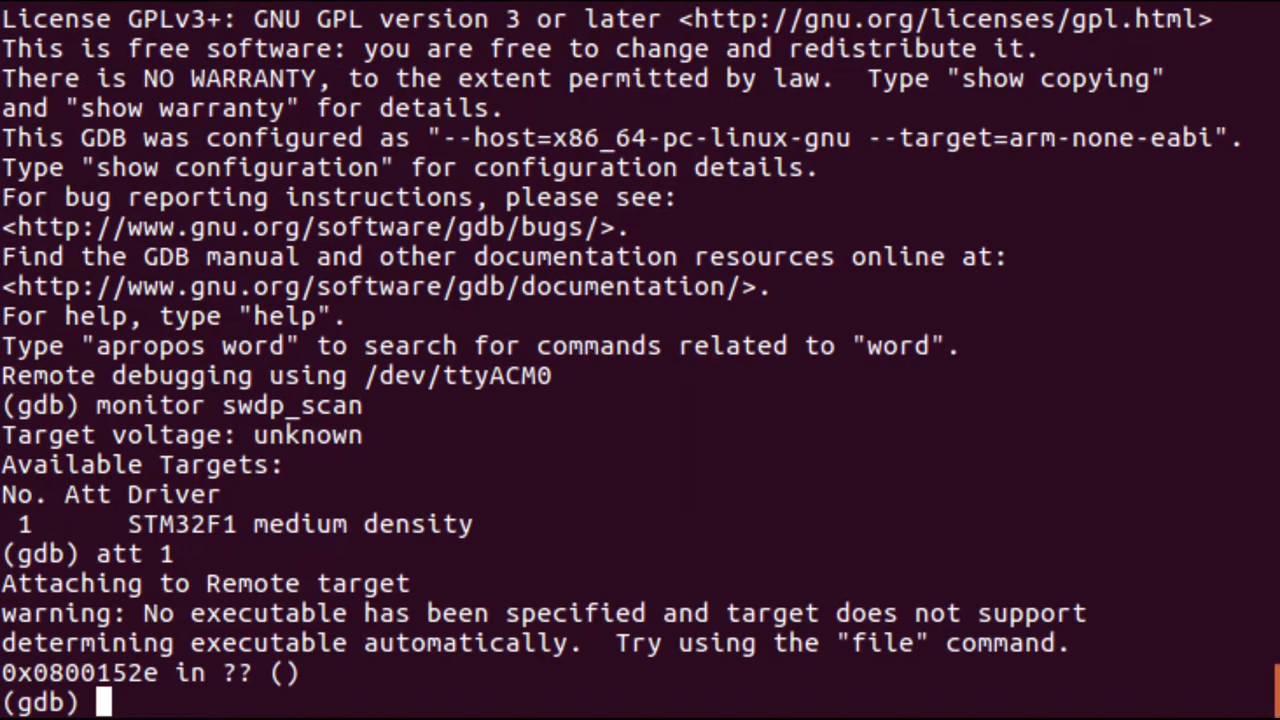 License GPLv3+: GNU GPL version 3 or later <http://gnu.org/licenses/gpl.html>
This is free software: you are free to change and redistribute it.
There is NO WARRANTY, to the extent permitted by law.  Type "show copying"
and "show warranty" for details.
This GDB was configured as "--host=x86_64-pc-linux-gnu --target=arm-none-eabi".
Type "show configuration" for configuration details.
For bug reporting instructions, please see:
<http://www.gnu.org/software/gdb/bugs/>.
Find the GDB manual and other documentation resources online at:
<http://www.gnu.org/software/gdb/documentation/>.
For help, type "help".
Type "apropos word" to search for commands related to "word".
Remote debugging using /dev/ttyACM0
(gdb) monitor swdp_scan
Target voltage: unknown
Available Targets:
No. Att Driver
 1      STM32F1 medium density
(gdb) att 1
Attaching to Remote target
warning: No executable has been specified and target does not support
determining executable automatically.  Try using the "file" command.
0x0800152e in ?? ()
(gdb)